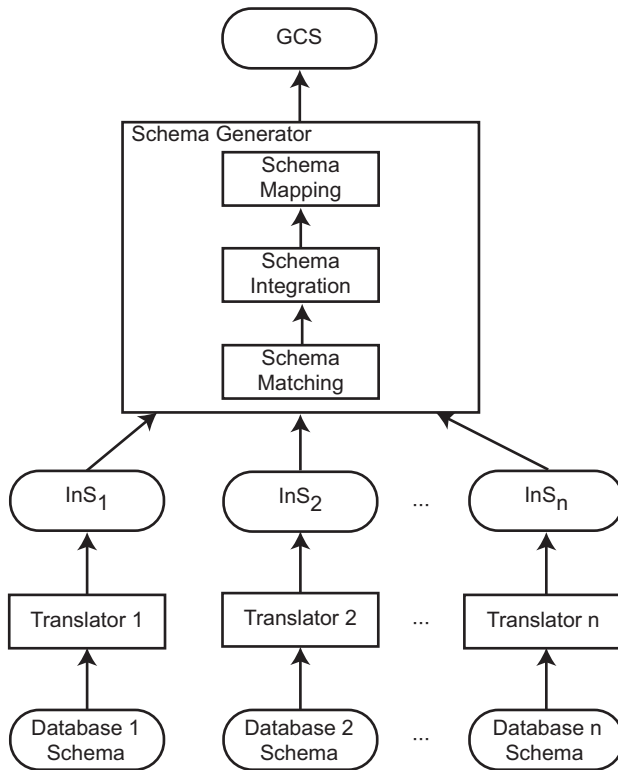 GCS
Schema Generator
Schema
Mapping
Schema
Integration
Schema
Matching
InS1
InS2
...
InSn
Translator 1
Translator 2
...
Translator n
Database 1
Schema
Database 2
Schema
...
Database n
Schema